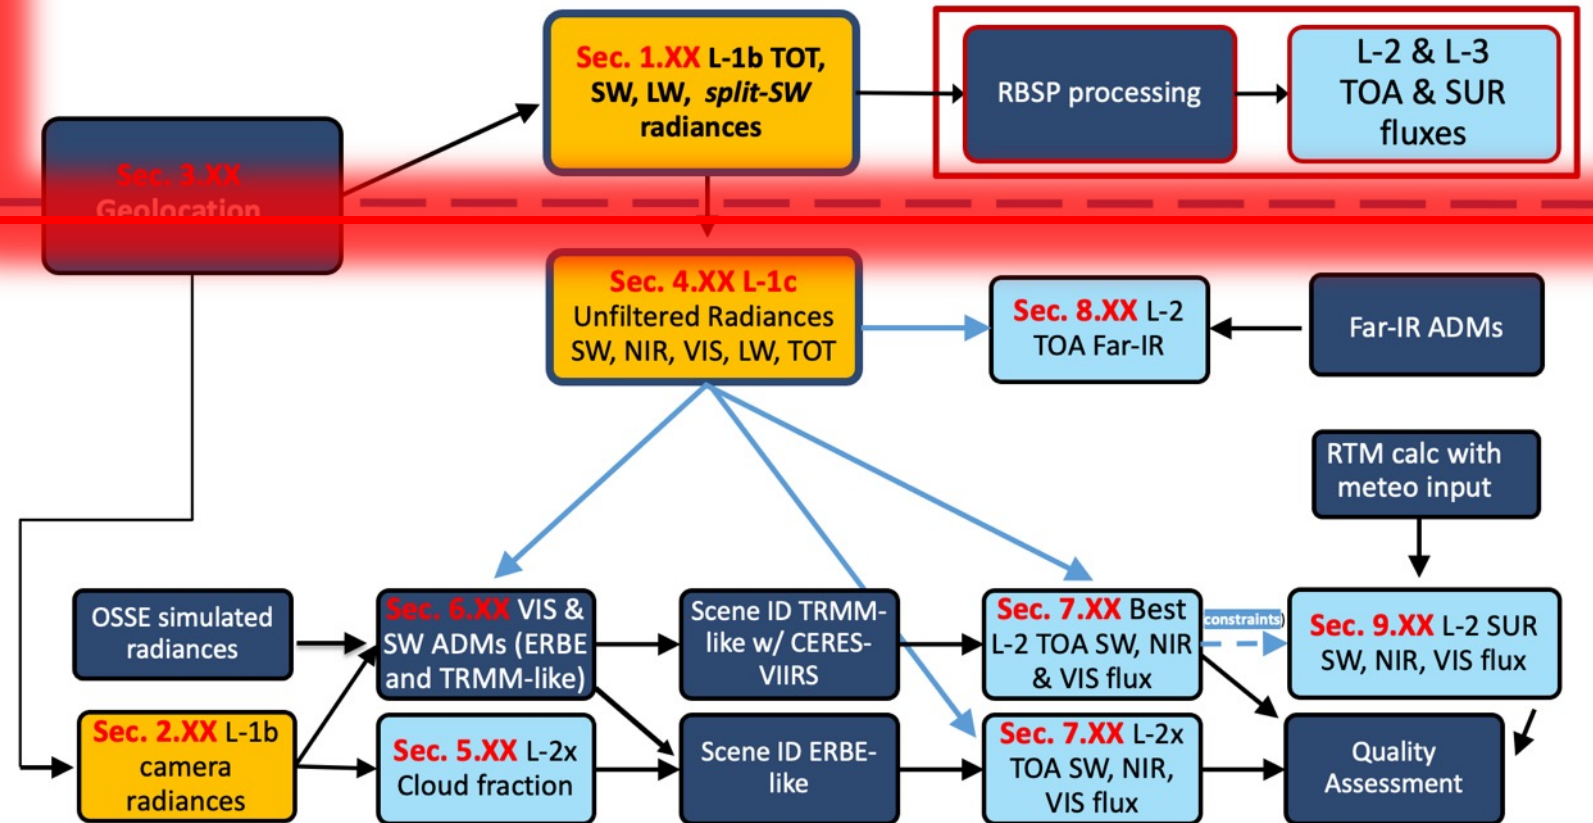 Sec. 1.XX L-1b TOT,
SW, LW, split-SW
radiances
RBSP processing
L-2 & L-3
TOA & SUR
fluxes
Sec. 3.XX
Geolocation
Sec. 4.XX L-1c
Unfiltered Radiances
SW, NIR, VIS, LW, TOT
Sec. 8.XX L-2
TOA Far-IR
Far-IR ADMs
RTM calc with
meteo input
OSSE simulated
radiances
Sec. 6.XX VIS &
SW ADMs (ERBE
and TRMM-like)
Scene ID TRMM-
like w/ CERES-
VIIRS
Sec. 7.XX Best
L-2 TOA SW, NIR
& VIS flux
constraints)
Sec. 9.XX L-2 SUR
SW, NIR, VIS flux
Sec. 2.XX L-1b
camera
radiances
Sec. 5.XX L-2x
Cloud fraction
Scene ID ERBE-
like
Sec. 7.XX L-2x
TOA SW, NIR,
VIS flux
Quality
Assessment